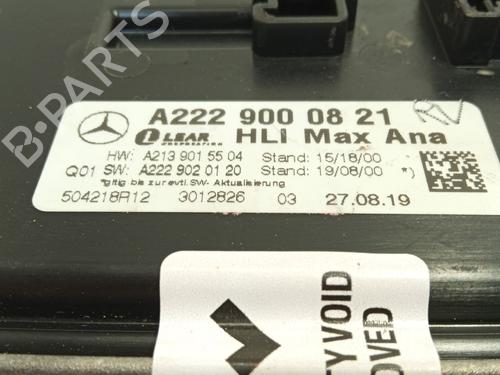 A222 900 08 21
LEAR CORPORATION HLI Max Ana
HW: A213 901 55 04 Stand: 15/18/00
Q01 SW: A222 902 01 20 Stand: 19/08/00 *)
*giltig bis zur evtl. SW- Aktualisierung
504218R12 3012826 03 27.08.19
Y VOID
OVED
B-PARTS